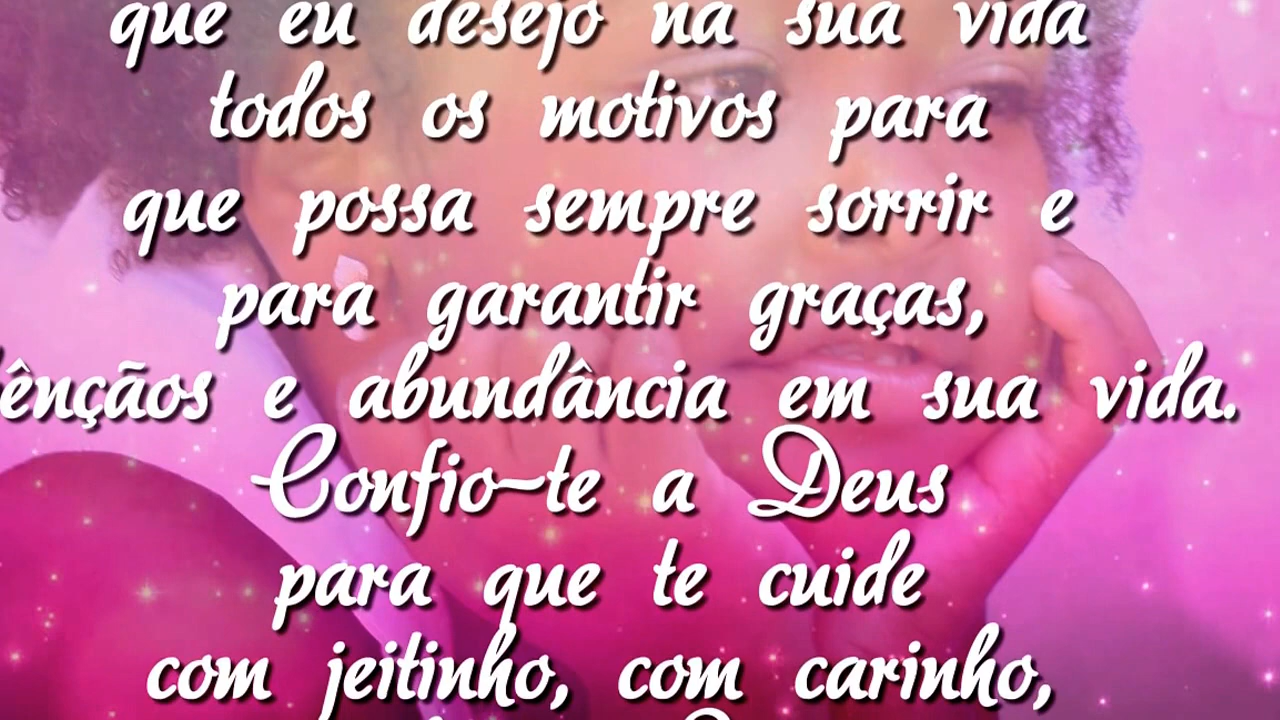 que eu desejo na sua vida
todos os motivos para
que possa sempre sorrir e
para garantir graças,
bênçãos e abundância em sua vida.
Confio-te a Deus
para que te cuide
com jeitinho, com carinho,